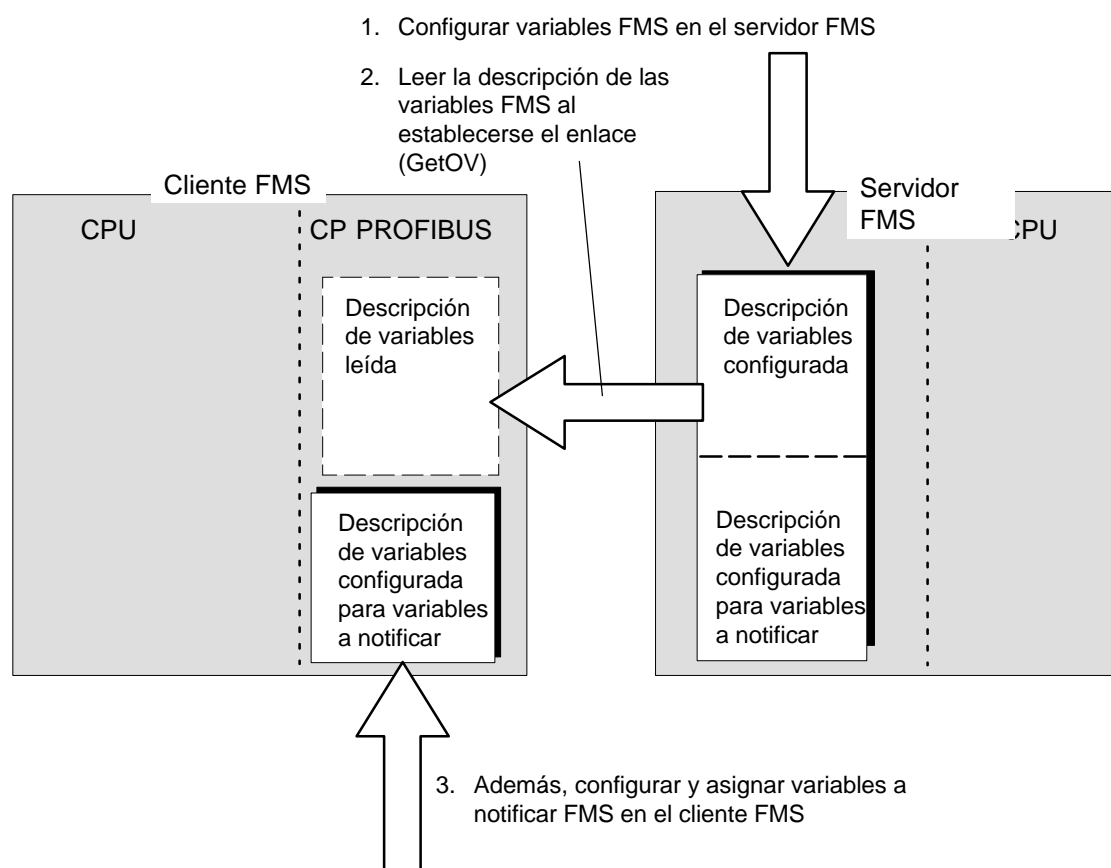 1. Configurar variables FMS en el servidor FMS
2. Leer la descripción de las
variables FMS al
establecerse el enlace
(GetOV)
Cliente FMS
CPU
CP PROFIBUS
Servidor
FMS
CPU
Descripción
de variables
leída
Descripción
de variables
configurada
Descripción
de variables
configurada
para variables
a notificar
Descripción
de variables
configurada
para variables
a notificar
3. Además, configurar y asignar variables a
notificar FMS en el cliente FMS